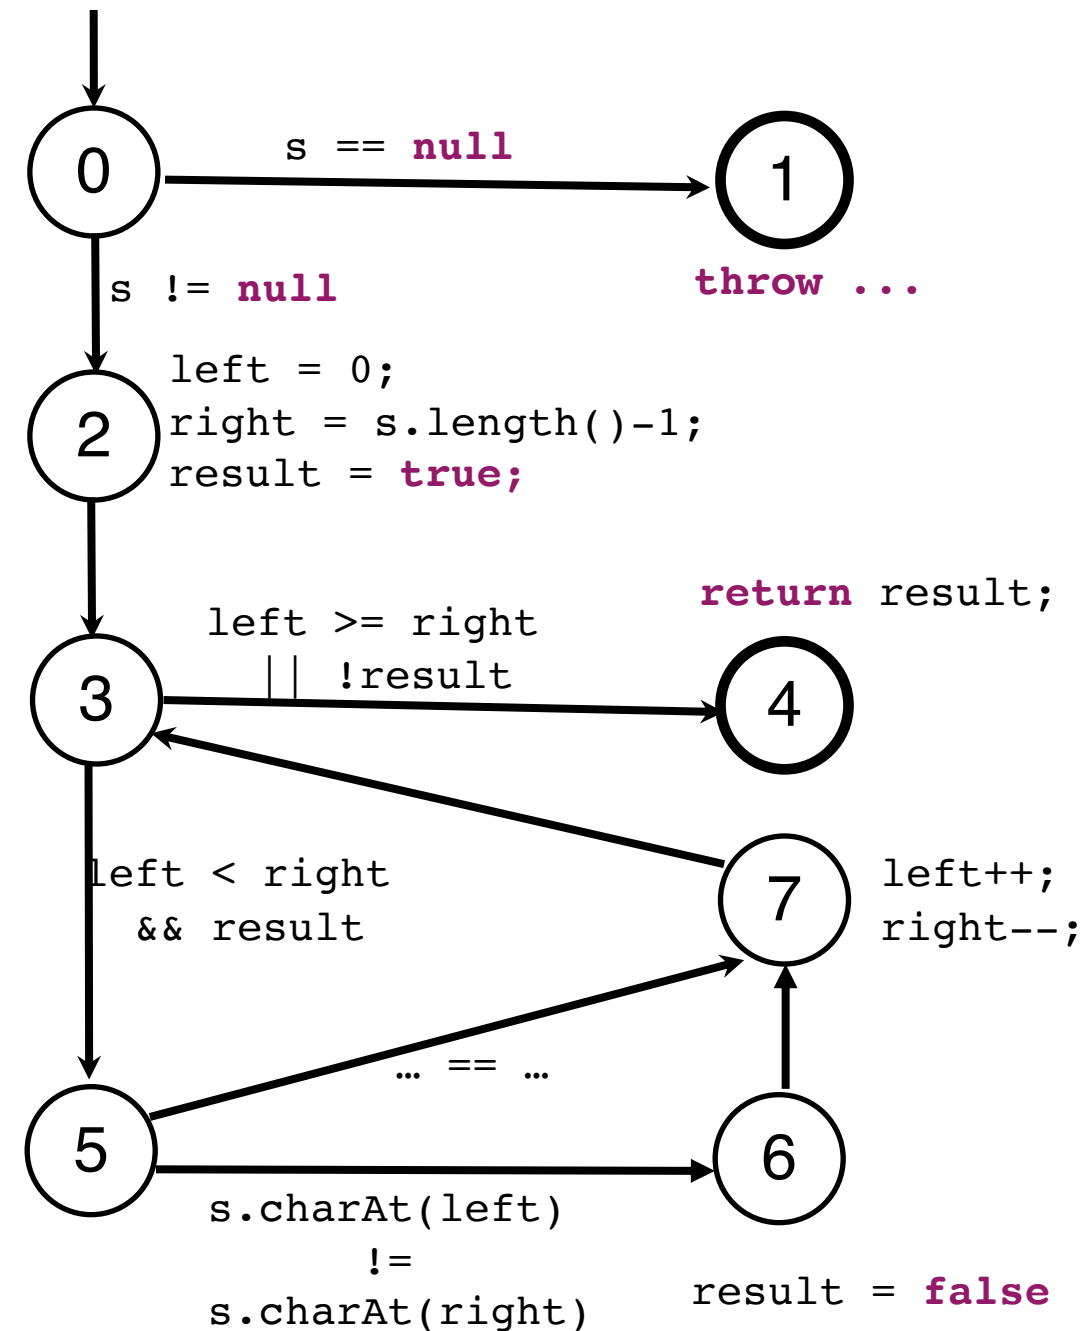 0
s == null
1
throw ...
s != null
2
left = 0;
right = s.length()-1;
result = true;
return result;
left >= right
|| !result
3
4
left < right
&& result
7
left++;
right--;
… == …
5
6
s.charAt(left)
!=
s.charAt(right)
result = false